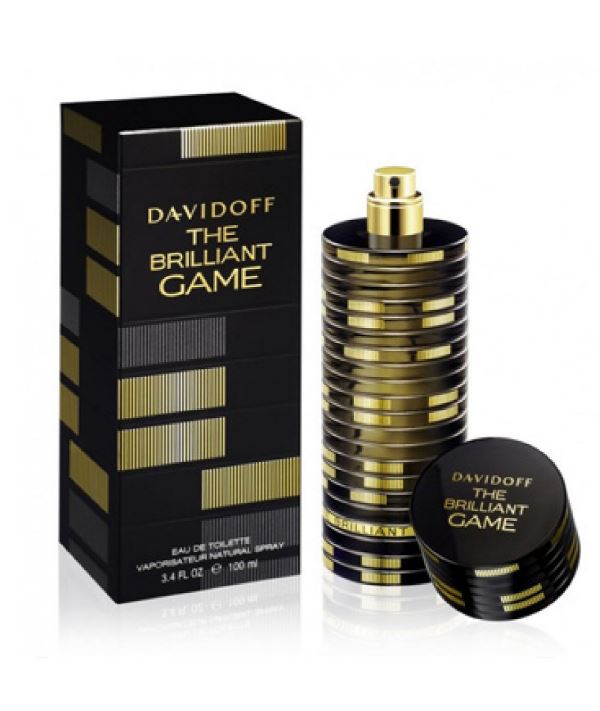 DAVIDOFF
THE
BRILLIANT
GAME
EAU DE TOILETTE
VAPORISATEUR NATURAL SPRAY
3.4 FL OZ ℮ 100 ml
BRILLIANT
DAVIDOFF
THE
BRILLIANT
GAME